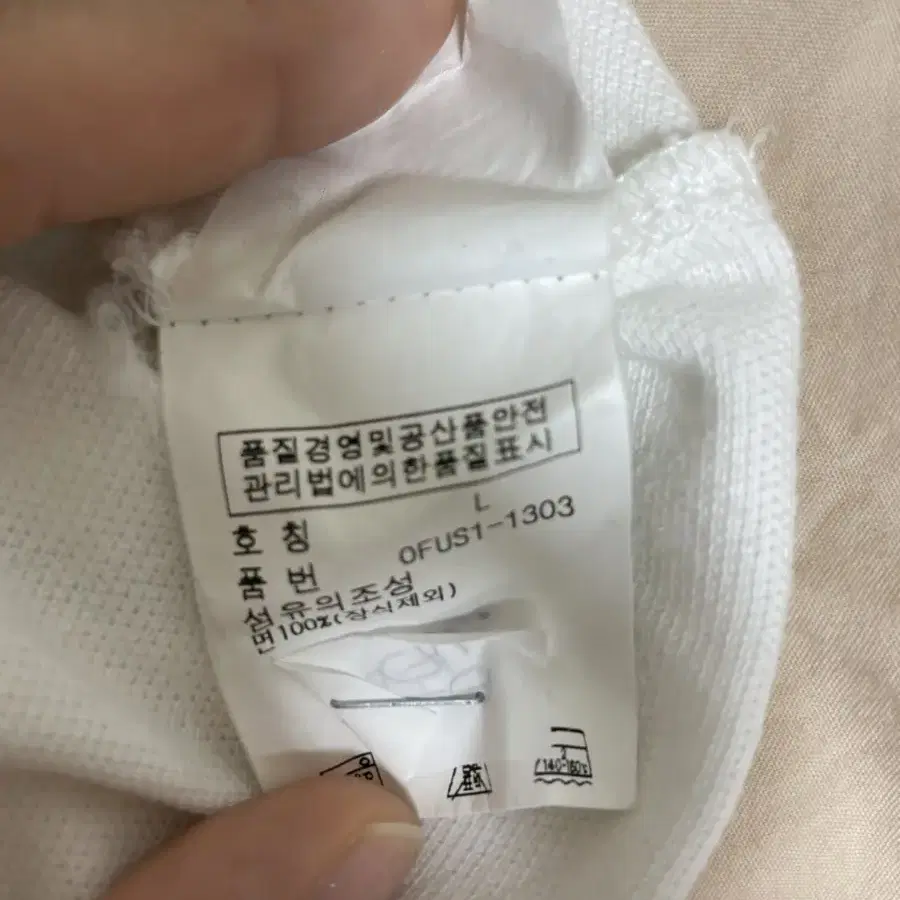 품질경영및공산품안전
관리법에의한품질표시
호 칭 L
품 번 0FUS1-1303
섬유의조성
면100%(장식제외)
140-160℃